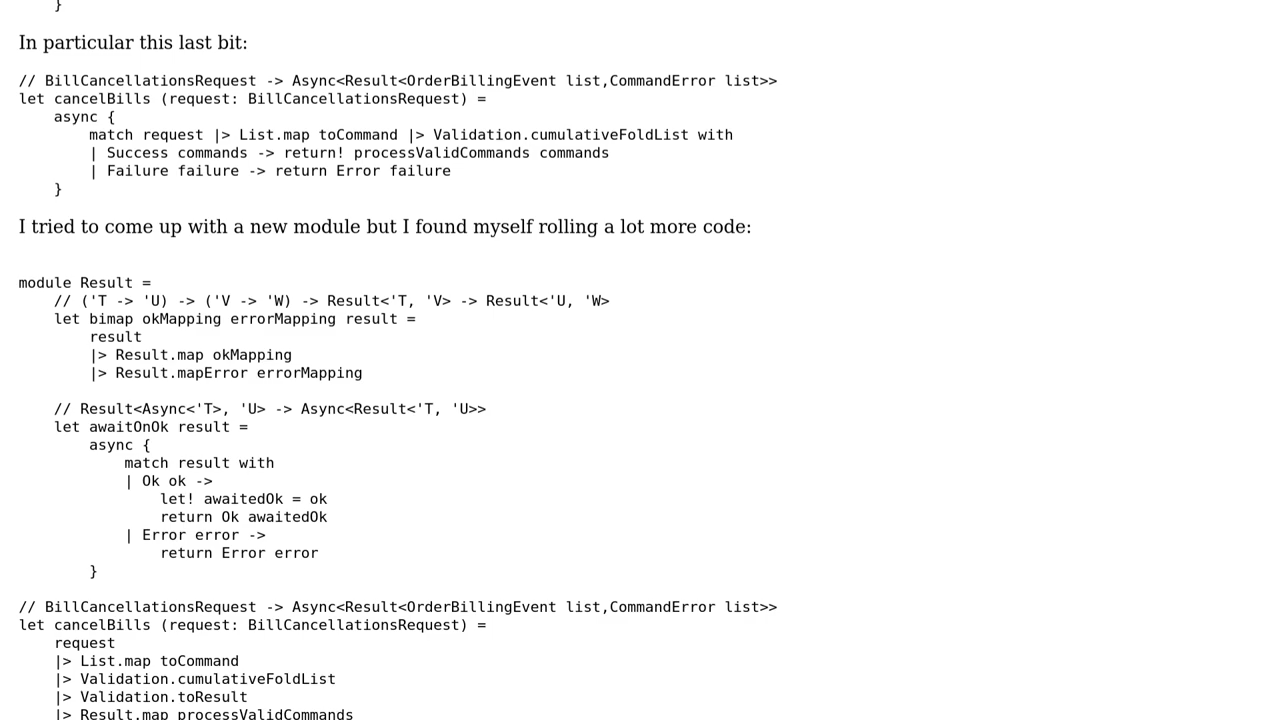 }
In particular this last bit:
// BillCancellationsRequest -> Async<Result<OrderBillingEvent list,CommandError list>>
let cancelBills (request: BillCancellationsRequest) =
    async {
        match request |> List.map toCommand |> Validation.cumulativeFoldList with
        | Success commands -> return! processValidCommands commands
        | Failure failure -> return Error failure
    }
I tried to come up with a new module but I found myself rolling a lot more code:
module Result =
    // ('T -> 'U) -> ('V -> 'W) -> Result<'T, 'V> -> Result<'U, 'W>
    let bimap okMapping errorMapping result =
        result
        |> Result.map okMapping
        |> Result.mapError errorMapping
    // Result<Async<'T>, 'U> -> Async<Result<'T, 'U>>
    let awaitOnOk result =
        async {
            match result with
            | Ok ok ->
                let! awaitedOk = ok
                return Ok awaitedOk
            | Error error ->
                return Error error
        }
// BillCancellationsRequest -> Async<Result<OrderBillingEvent list,CommandError list>>
let cancelBills (request: BillCancellationsRequest) =
    request
    |> List.map toCommand
    |> Validation.cumulativeFoldList
    |> Validation.toResult
    |> Result.map processValidCommands